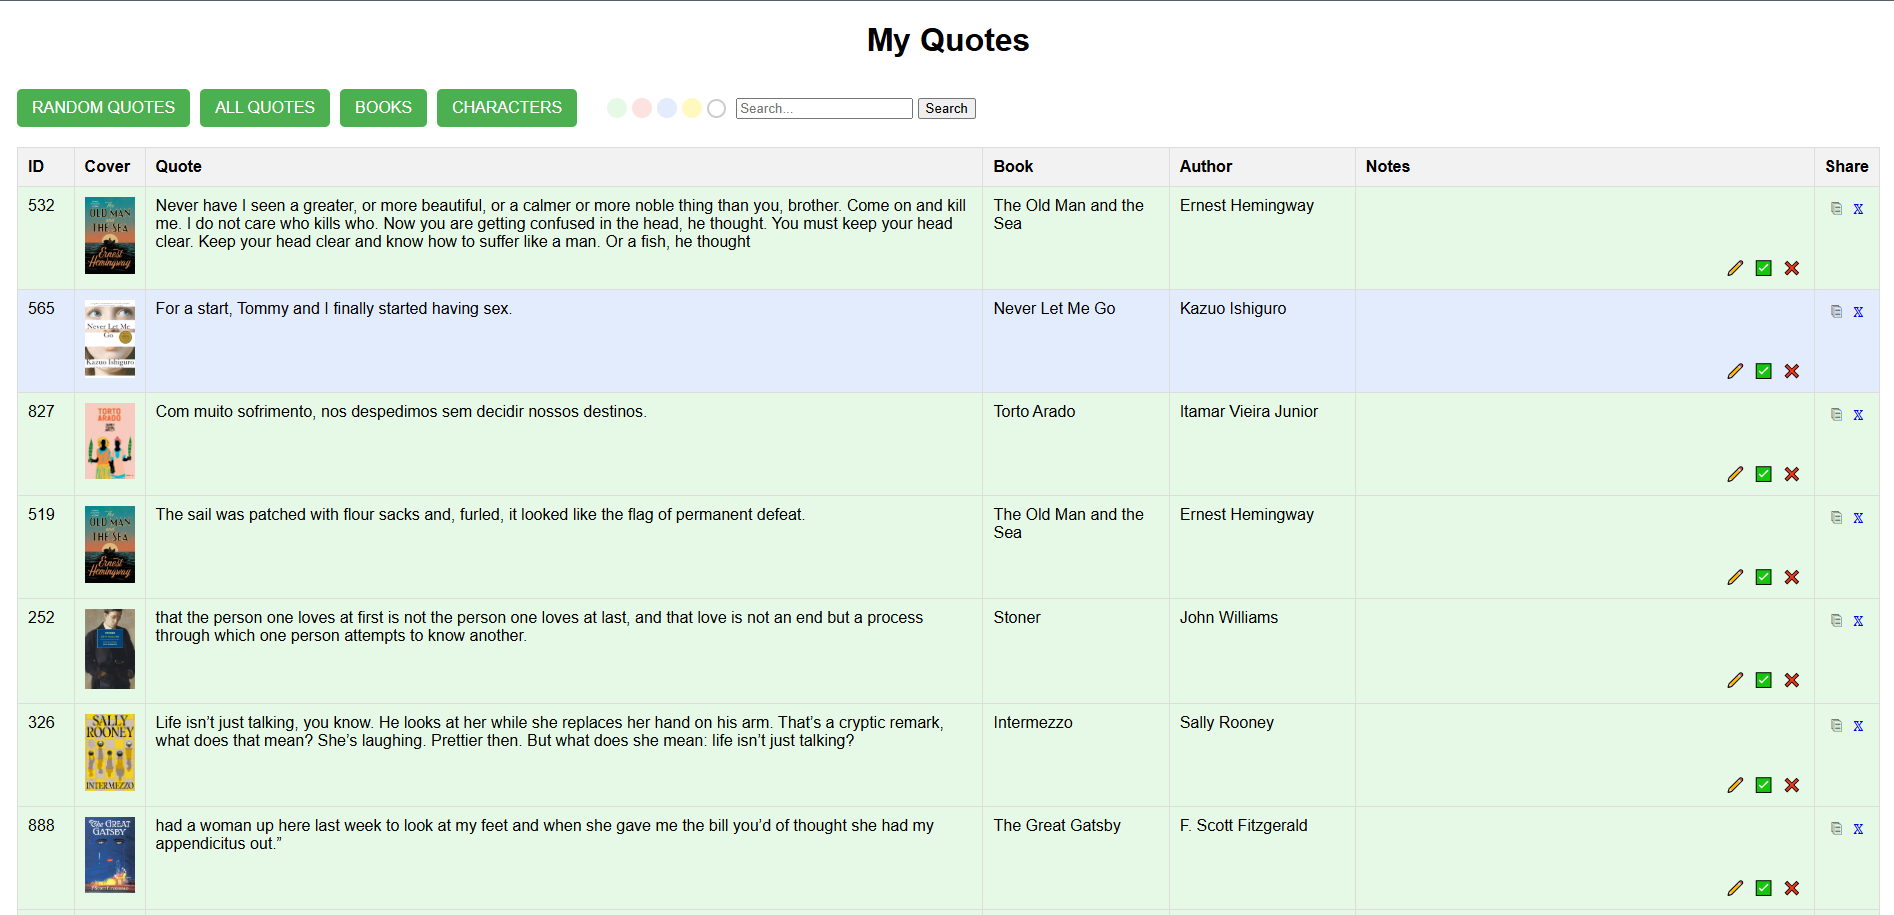 My Quotes
RANDOM QUOTES ALL QUOTES BOOKS CHARACTERS Search... Search
ID Cover Quote Book Author Notes Share
532
The OLD MAN and THE SEA
Ernest Hemingway
Never have I seen a greater, or more beautiful, or a calmer or more noble thing than you, brother. Come on and kill
me. I do not care who kills who. Now you are getting confused in the head, he thought. You must keep your head
clear. Keep your head clear and know how to suffer like a man. Or a fish, he thought
The Old Man and the
Sea
Ernest Hemingway
X
565
Never Let Me
Go
Kazuo Ishiguro
For a start, Tommy and I finally started having sex.
Never Let Me Go
Kazuo Ishiguro
X
827
TORTO
ARADO
Com muito sofrimento, nos despedimos sem decidir nossos destinos.
Torto Arado
Itamar Vieira Junior
X
519
The OLD MAN and THE SEA
Ernest Hemingway
The sail was patched with flour sacks and, furled, it looked like the flag of permanent defeat.
The Old Man and the
Sea
Ernest Hemingway
X
252
that the person one loves at first is not the person one loves at last, and that love is not an end but a process
through which one person attempts to know another.
Stoner
John Williams
X
326
SALLY
ROONEY
INTERMEZZO
Life isn’t just talking, you know. He looks at her while she replaces her hand on his arm. That’s a cryptic remark,
what does that mean? She’s laughing. Prettier then. But what does she mean: life isn’t just talking?
Intermezzo
Sally Rooney
X
888
The GREAT
GATSBY
had a woman up here last week to look at my feet and when she gave me the bill you’d of thought she had my
appendicitus out.”
The Great Gatsby
F. Scott Fitzgerald
X